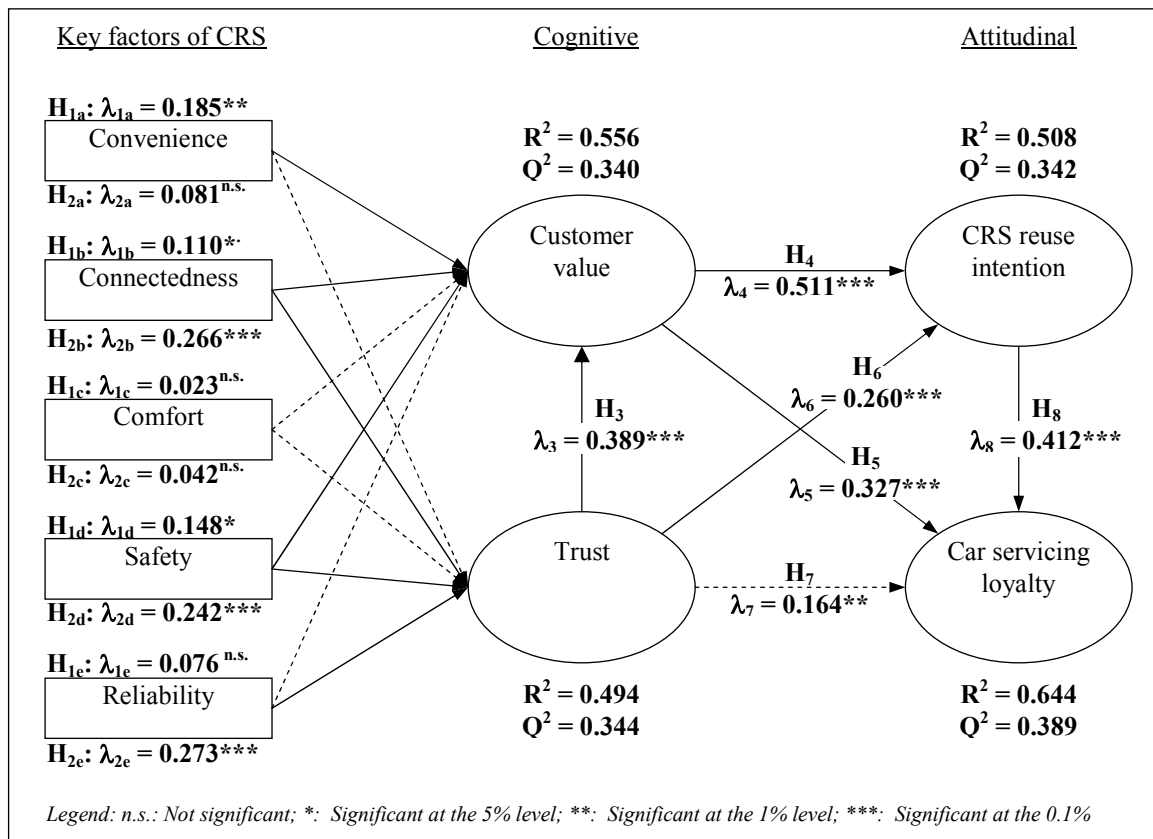 Key factors of CRS
Cognitive
Attitudinal
H1a: λ1a = 0.185**
Convenience
H2a: λ2a = 0.081n.s.
H1b: λ1b = 0.110*.
Connectedness
H2b: λ2b = 0.266***
H1c: λ1c = 0.023n.s.
Comfort
H2c: λ2c = 0.042n.s.
H1d: λ1d = 0.148*
Safety
H2d: λ2d = 0.242***
H1e: λ1e = 0.076 n.s.
Reliability
H2e: λ2e = 0.273***
R2 = 0.556
Q2 = 0.340
Customer
value
H3
λ3 = 0.389***
Trust
R2 = 0.494
Q2 = 0.344
H4
λ4 = 0.511***
H6
λ6 = 0.260***
H5
λ5 = 0.327***
H7
λ7 = 0.164**
R2 = 0.508
Q2 = 0.342
CRS reuse
intention
H8
λ8 = 0.412***
Car servicing
loyalty
R2 = 0.644
Q2 = 0.389
Legend: n.s.: Not significant; *: Significant at the 5% level; **: Significant at the 1% level; ***: Significant at the 0.1%